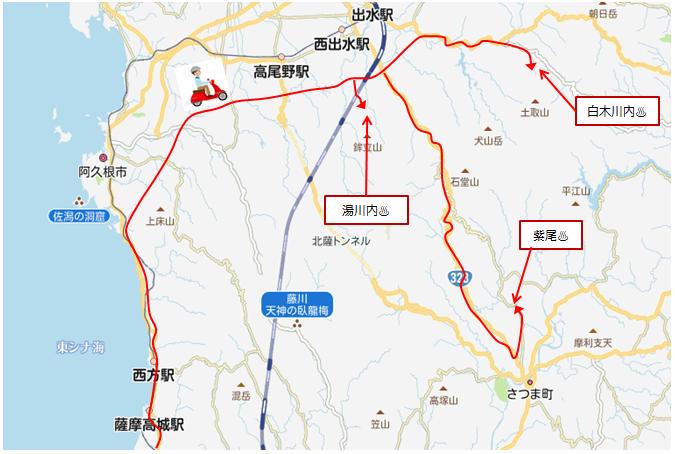 出水駅
朝日岳
西出水駅
高尾野駅
白木川内♨
土取山
犬山岳
鉾立山
阿久根市
石堂山
平江山
湯川内♨
佐潟の洞窟
上床山
紫尾♨
北薩トンネル
328
藤川
天神の臥龍梅
東シナ海
摩利支天
西方駅
さつま町
混岳
高塚山
笠山
薩摩高城駅